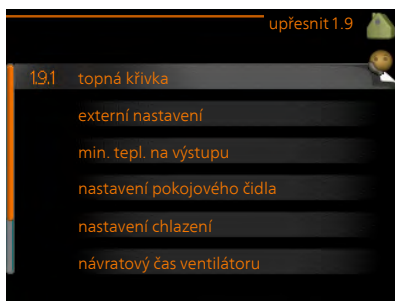 upřesnit 1.9
1.9.1 topná křivka
externí nastavení
min. tepl. na výstupu
nastavení pokojového čidla
nastavení chlazení
návratový čas ventilátoru